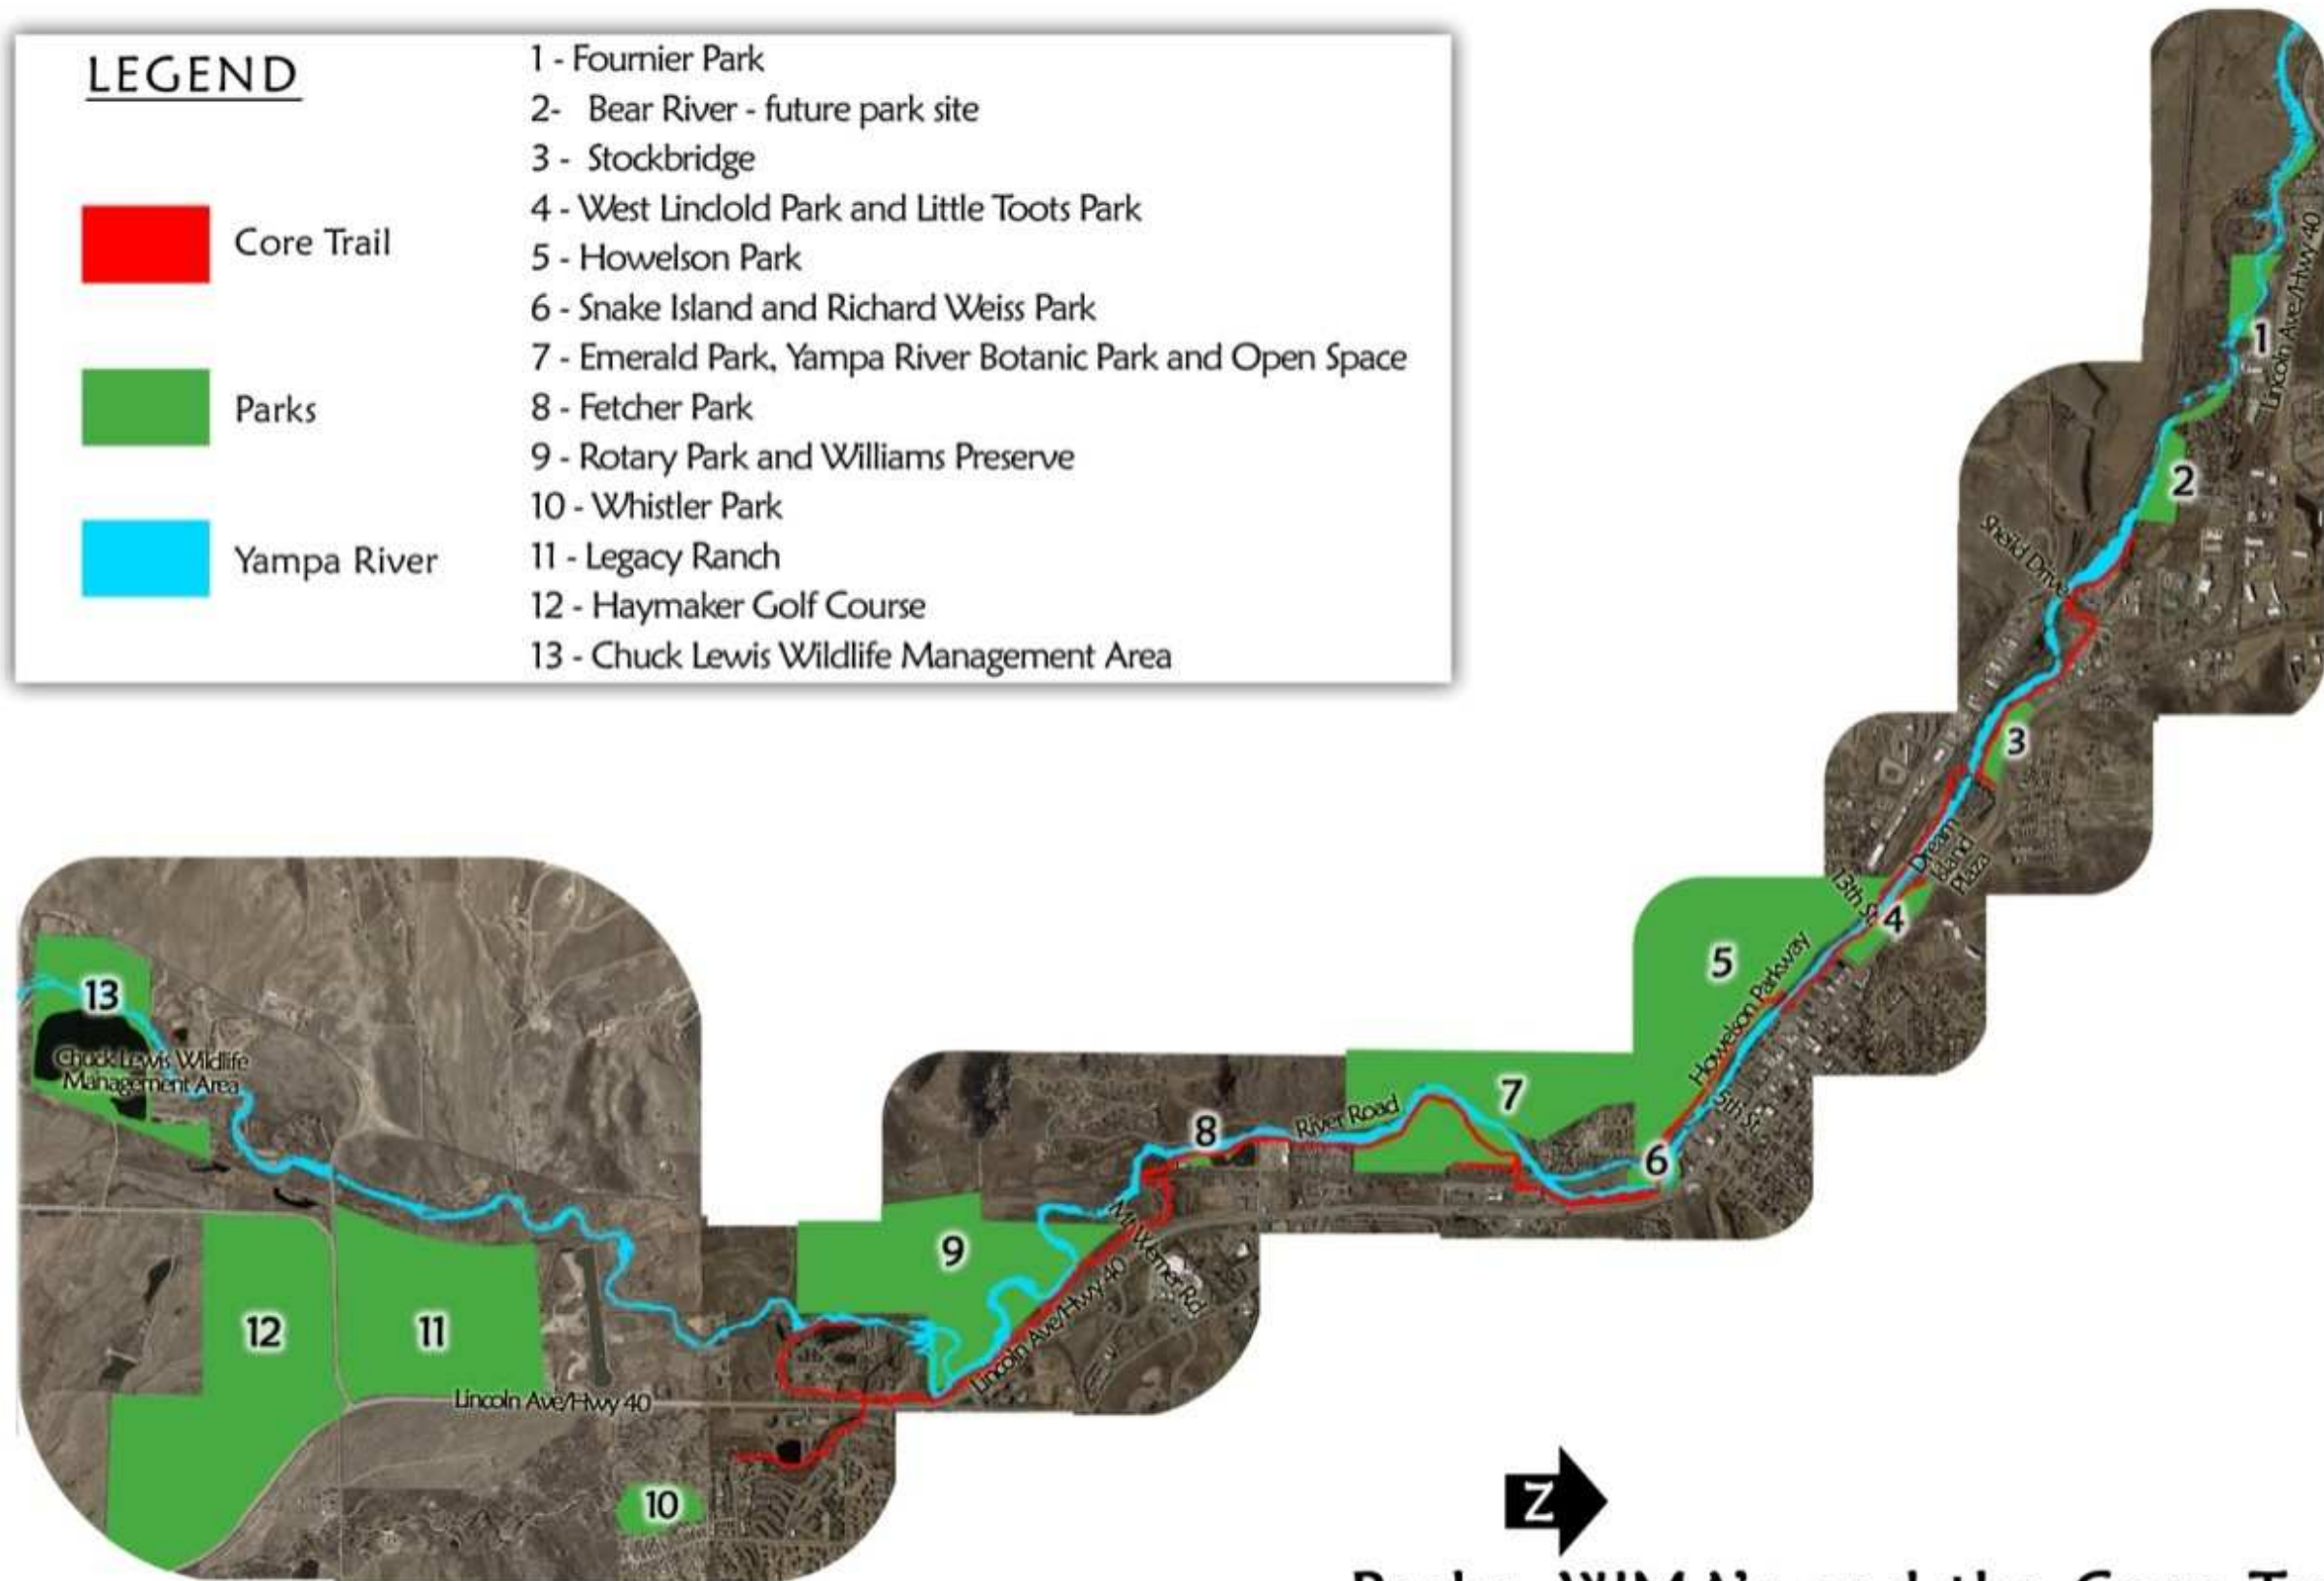 LEGEND
Core Trail
Parks
Yampa River
1 - Fournier Park
2- Bear River - future park site
3 - Stockbridge
4 - West Lindold Park and Little Toots Park
5 - Howelson Park
6 - Snake Island and Richard Weiss Park
7 - Emerald Park, Yampa River Botanic Park and Open Space
8 - Fetcher Park
9 - Rotary Park and Williams Preserve
10 - Whistler Park
11 - Legacy Ranch
12 - Haymaker Golf Course
13 - Chuck Lewis Wildlife Management Area
Lincoln Ave/Hwy 40
1
2
Sheild Drive
3
Dream
Island
Plaza
13th St
4
5
Howelson Parkway
5th St
6
7
River Road
8
Mt Werner Rd
9
Lincoln Ave/Hwy 40
13
Chuck Lewis Wildlife
Management Area
12
11
Lincoln Ave/Hwy 40
10
Z